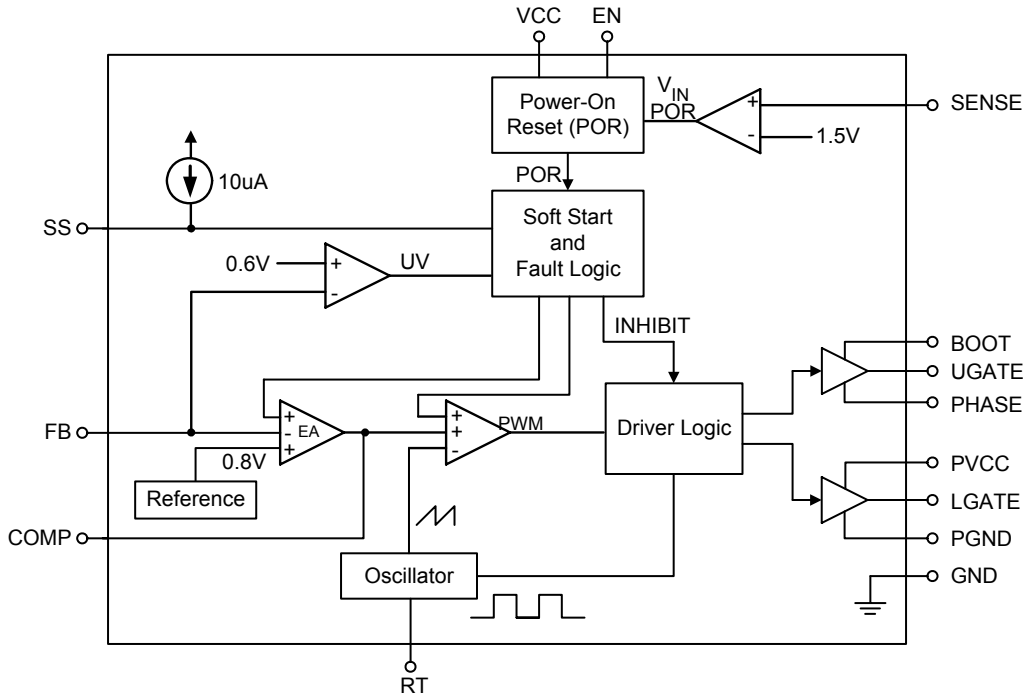 VCC
EN
Power-On
Reset (POR)
VIN
POR
+
-
1.5V
SENSE
10uA
POR
SS
Soft Start
and
Fault Logic
0.6V
+
-
UV
INHIBIT
BOOT
UGATE
PHASE
FB
+
-
+
EA
0.8V
Reference
+
+
-
PWM
Driver Logic
PVCC
LGATE
PGND
COMP
Oscillator
GND
RT